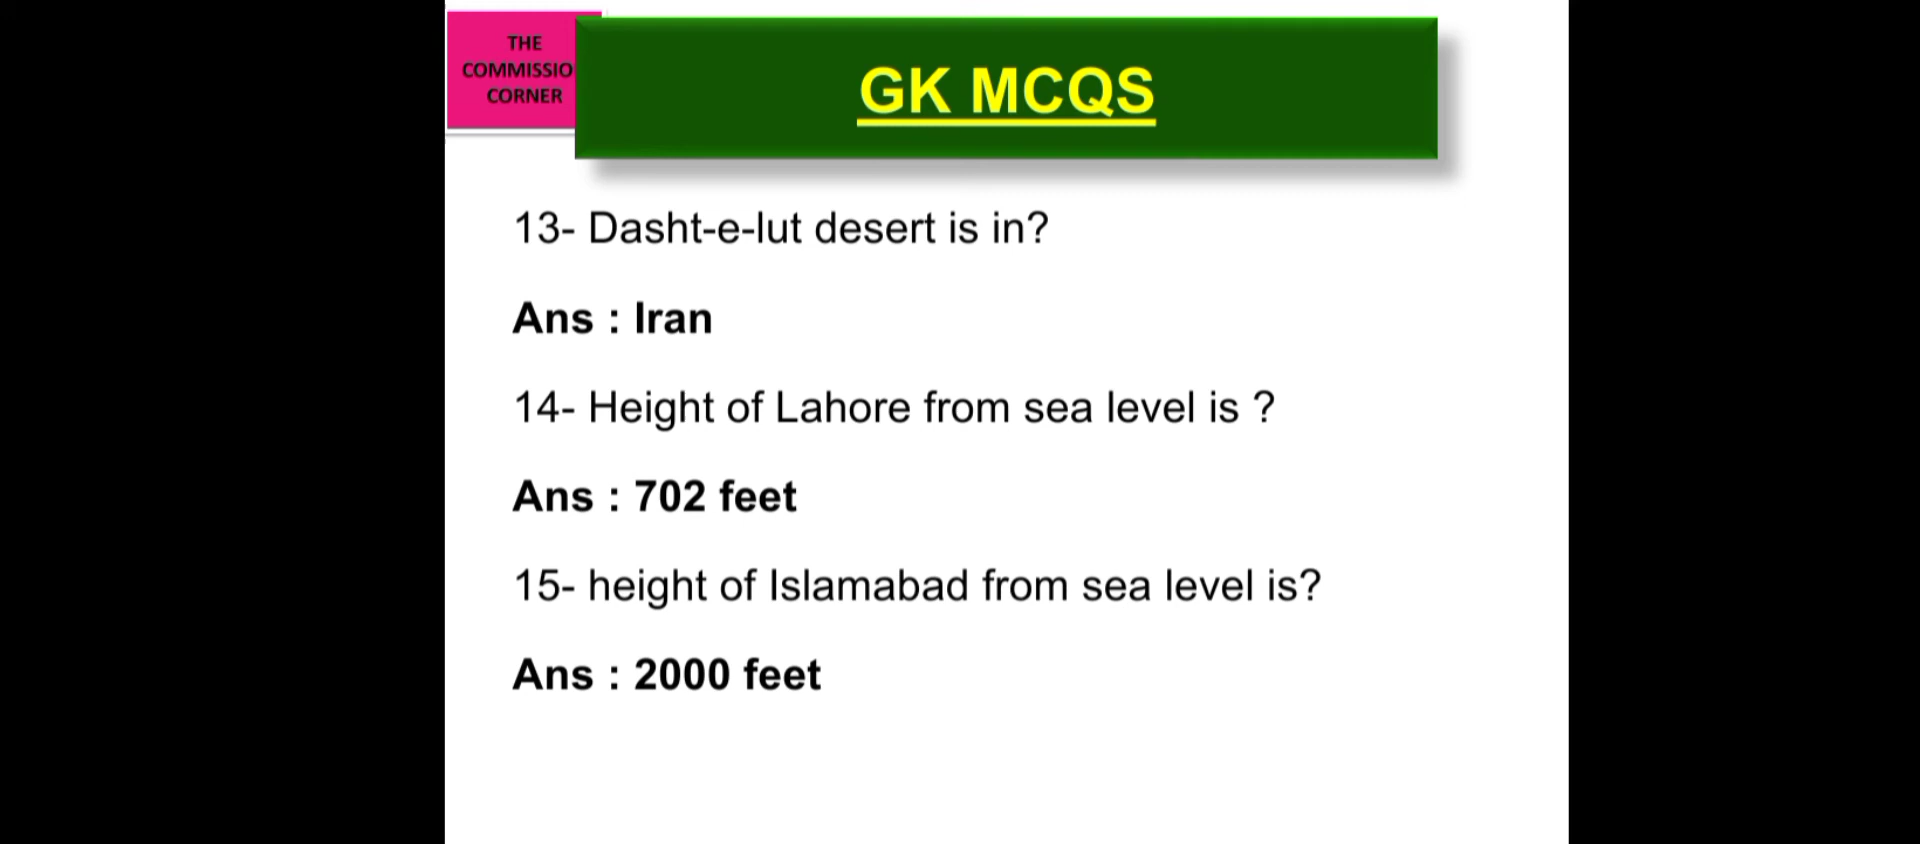 THE
COMMISSIO
CORNER
GK MCQS
13- Dasht-e-lut desert is in?
Ans : Iran
14- Height of Lahore from sea level is ?
Ans : 702 feet
15- height of Islamabad from sea level is?
Ans : 2000 feet